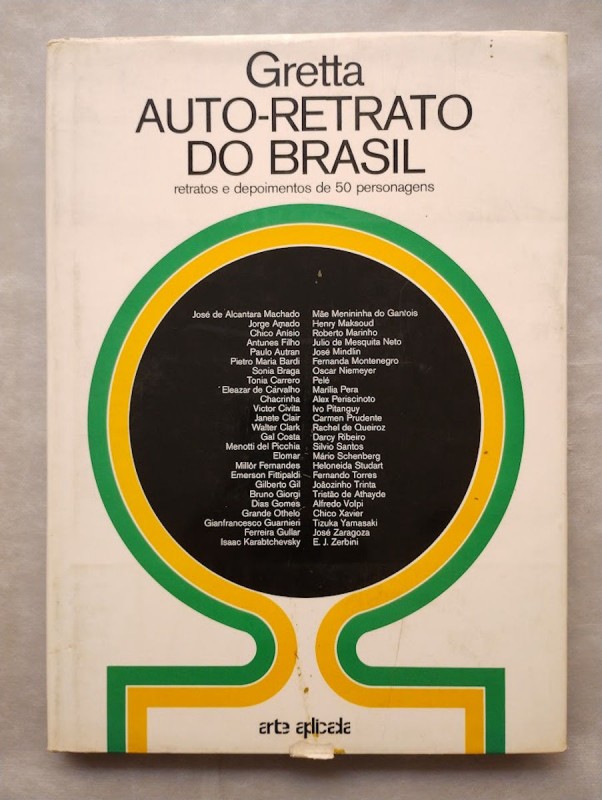 Gretta
AUTO-RETRATO
DO BRASIL
retratos e depoimentos de 50 personagens
José de Alcantara Machado
Jorge Amado
Chico Anísio
Antunes Filho
Paulo Autran
Pietro Maria Bardi
Sonia Braga
Tonia Carrero
Eleazar de Carvalho
Chacrinha
Victor Civita
Janete Clair
Walter Clark
Gal Costa
Menotti del Picchia
Elomar
Millôr Fernandes
Emerson Fittipaldi
Gilberto Gil
Bruno Giorgi
Dias Gomes
Grande Othelo
Gianfrancesco Guarnieri
Ferreira Gullar
Isaac Karabtchevsky
Mãe Menininha do Gantois
Henry Maksoud
Roberto Marinho
Julio de Mesquita Neto
José Mindlin
Fernanda Montenegro
Oscar Niemeyer
Pelé
Marília Pera
Alex Periscinoto
Ivo Pitanguy
Carmen Prudente
Rachel de Queiroz
Darcy Ribeiro
Silvio Santos
Mário Schenberg
Heloneida Studart
Fernando Torres
Joãozinho Trinta
Tristão de Athayde
Alfredo Volpi
Chico Xavier
Tizuka Yamasaki
José Zaragoza
E. J. Zerbini
arte aplicada